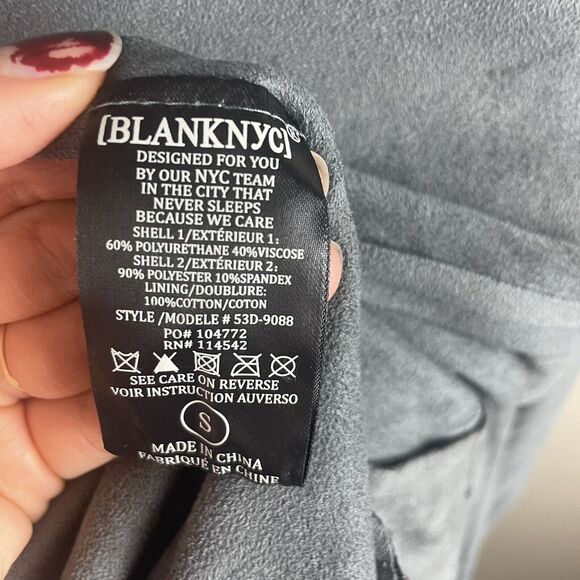 [BLANKNYC]®
DESIGNED FOR YOU
BY OUR NYC TEAM
IN THE CITY THAT
NEVER SLEEPS
BECAUSE WE CARE
SHELL 1/EXTÉRIEUR 1:
60% POLYURETHANE 40%VISCOSE
SHELL 2/EXTÉRIEUR 2:
90% POLYESTER 10%SPANDEX
LINING/DOUBLURE:
100%COTTON/COTON
STYLE /MODELE # 53D-9088
PO# 104772
RN# 114542
SEE CARE ON REVERSE
VOIR INSTRUCTION AUVERSO
S
MADE IN CHINA
FABRIQUÉ EN CHINE